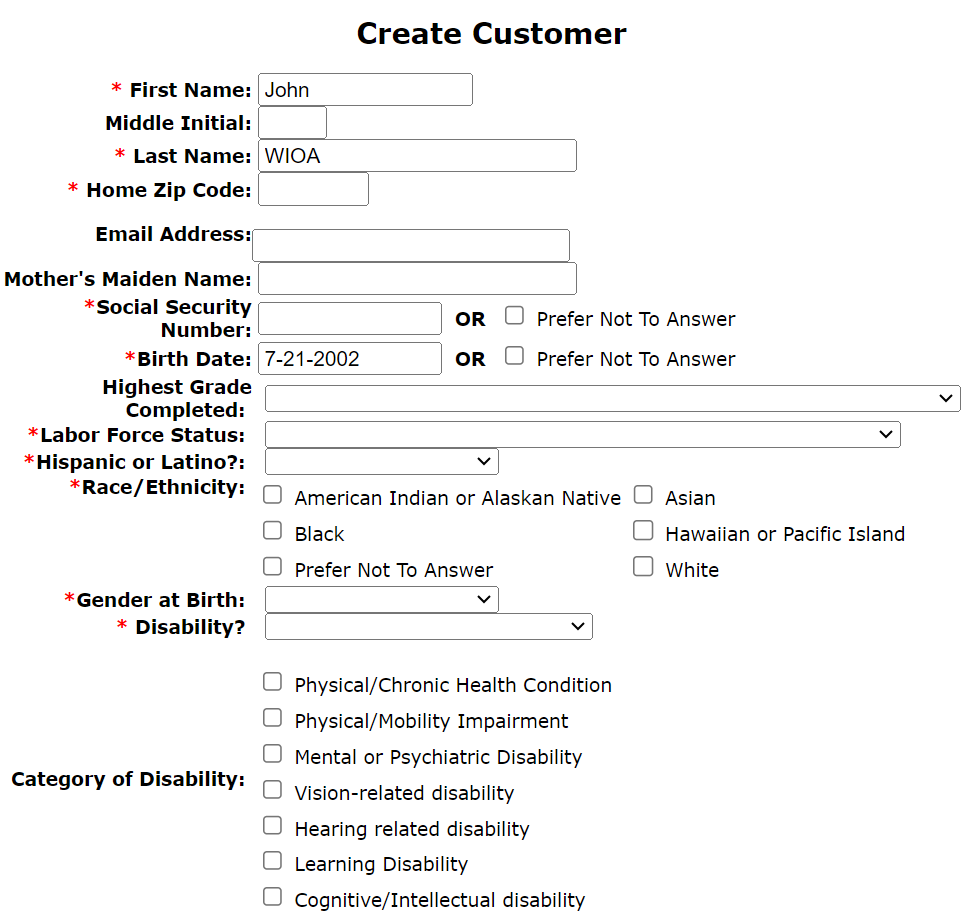 Create Customer
* First Name: John
Middle Initial:
* Last Name: WIOA
* Home Zip Code:
Email Address:
Mother's Maiden Name:
*Social Security
Number: OR Prefer Not To Answer
*Birth Date: 7-21-2002 OR Prefer Not To Answer
Highest Grade
Completed:
*Labor Force Status:
*Hispanic or Latino?:
*Race/Ethnicity:
American Indian or Alaskan Native Asian
Black Hawaiian or Pacific Island
Prefer Not To Answer White
*Gender at Birth:
* Disability?
Physical/Chronic Health Condition
Physical/Mobility Impairment
Mental or Psychiatric Disability
Category of Disability:
Vision-related disability
Hearing related disability
Learning Disability
Cognitive/Intellectual disability